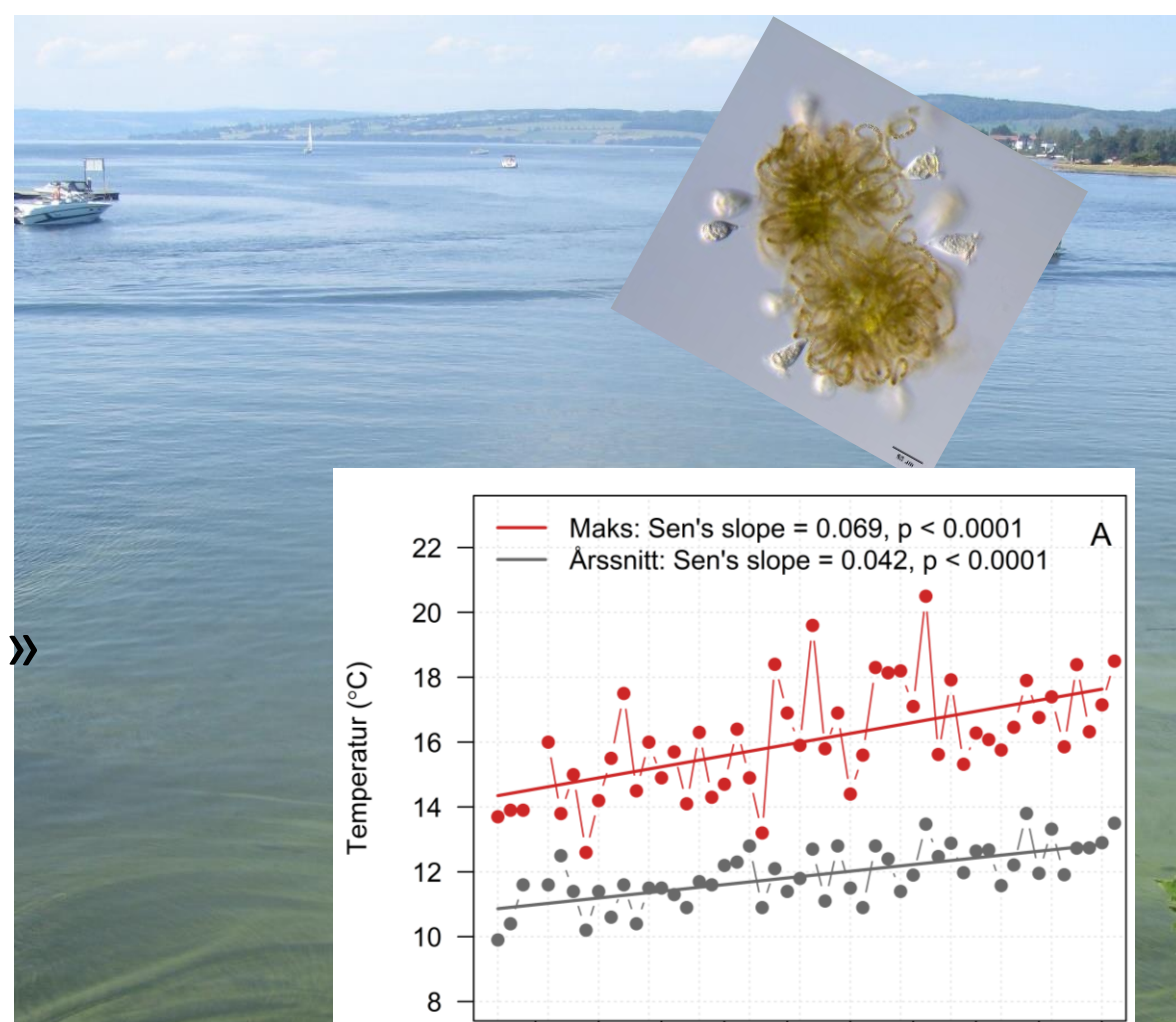 »
Maks: Sen's slope = 0.069, p < 0.0001
A
Årssnitt: Sen's slope = 0.042, p < 0.0001
Temperatur (°C)
22
20
18
16
14
12
10
8